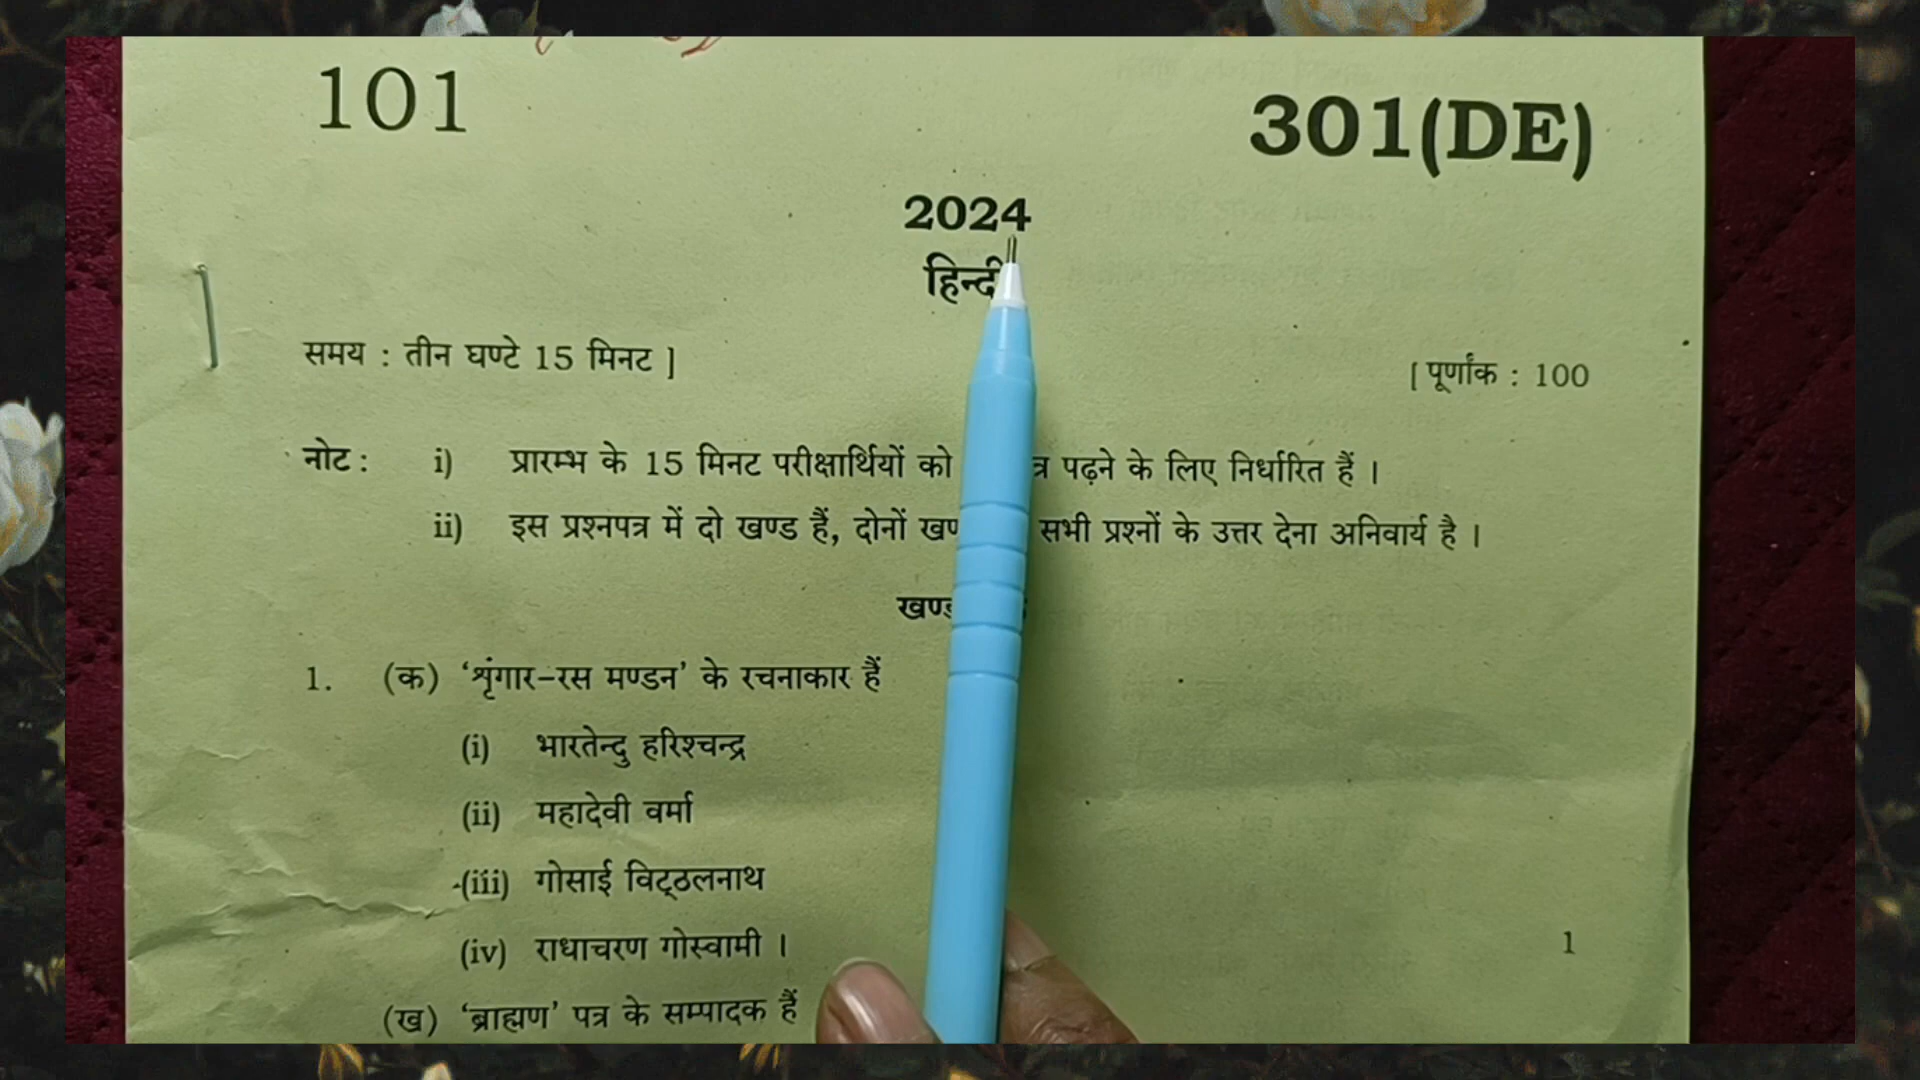 101
301(DE)
2024
हिन्दी
समय : तीन घण्टे 15 मिनट ]
[ पूर्णांक : 100
नोट : i) प्रारम्भ के 15 मिनट परीक्षार्थियों को पढ़ने के लिए निर्धारित हैं ।
ii) इस प्रश्नपत्र में दो खण्ड हैं, दोनों सभी प्रश्नों के उत्तर देना अनिवार्य है ।
1. (क) ‘शृंगार-रस मण्डन’ के रचनाकार हैं
(i) भारतेन्दु हरिश्चन्द्र
(ii) महादेवी वर्मा
(iii) गोसाई विट्ठलनाथ
(iv) राधाचरण गोस्वामी ।
1
(ख) ‘ब्राह्मण’ पत्र के सम्पादक हैं